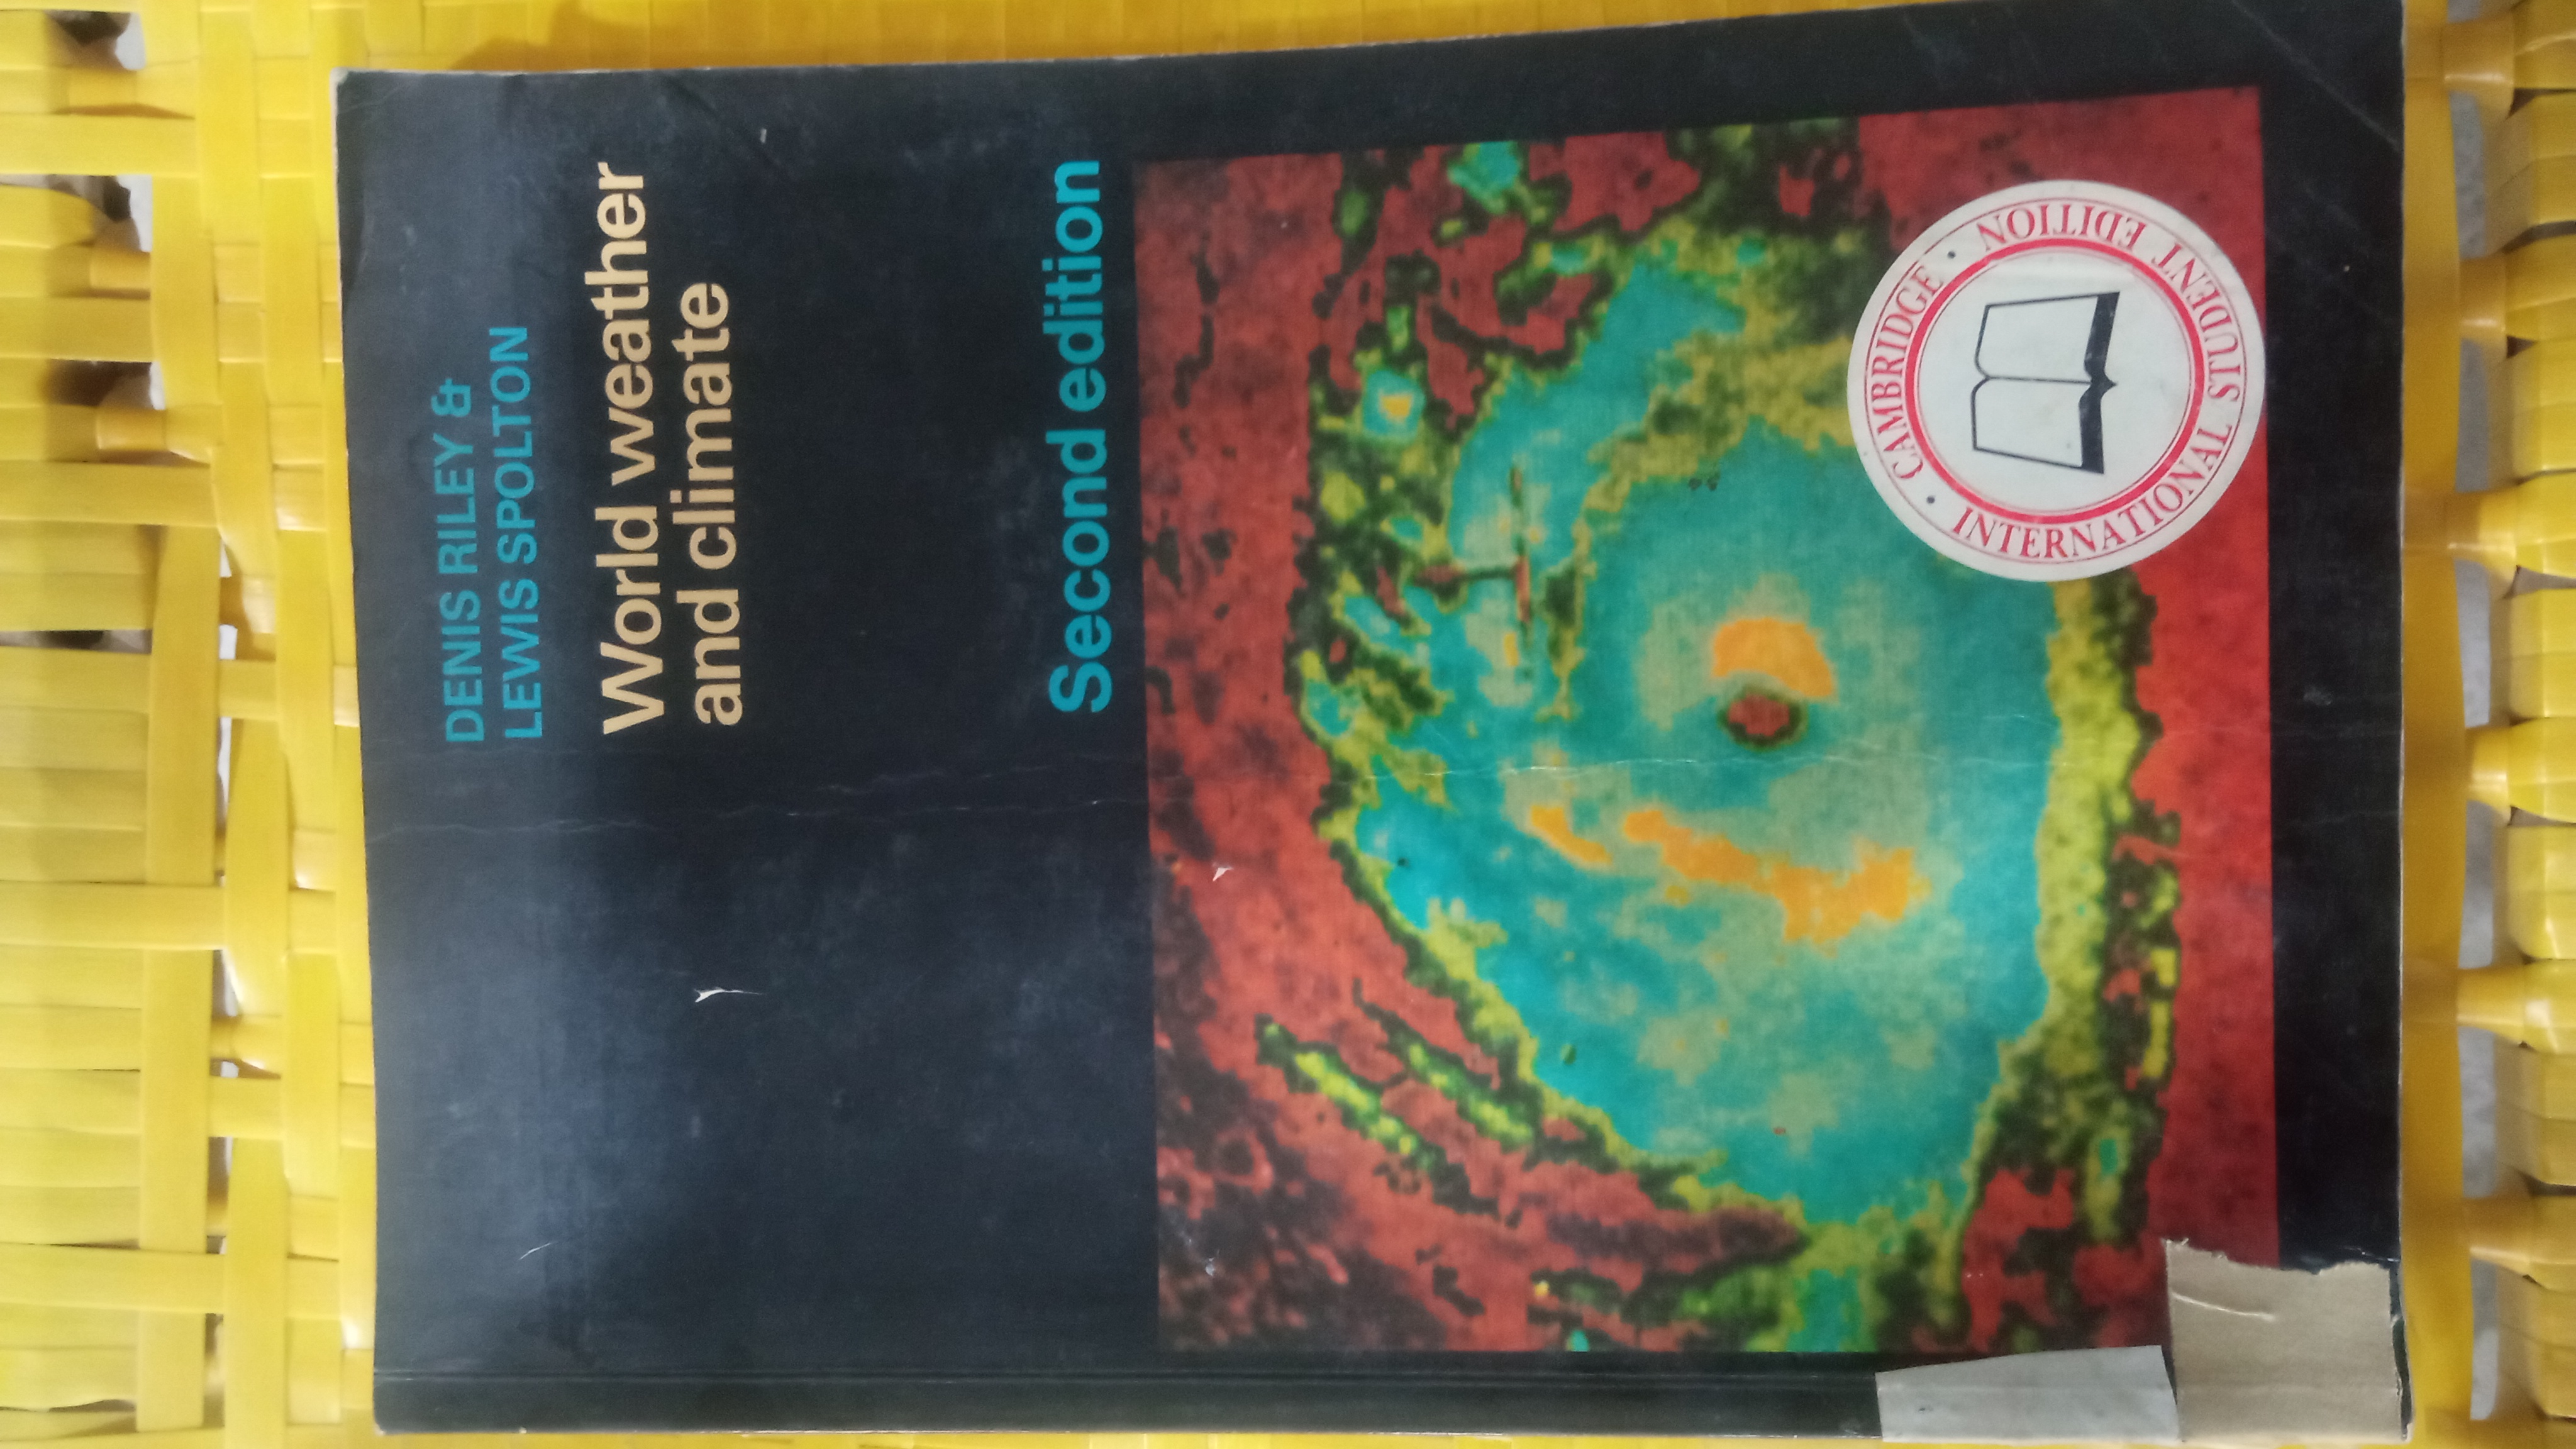 DENIS RILEY &
LEWIS SPOLTON
World weather
and climate
Second edition
• CAMBRIDGE •
INTERNATIONAL STUDENT EDITION